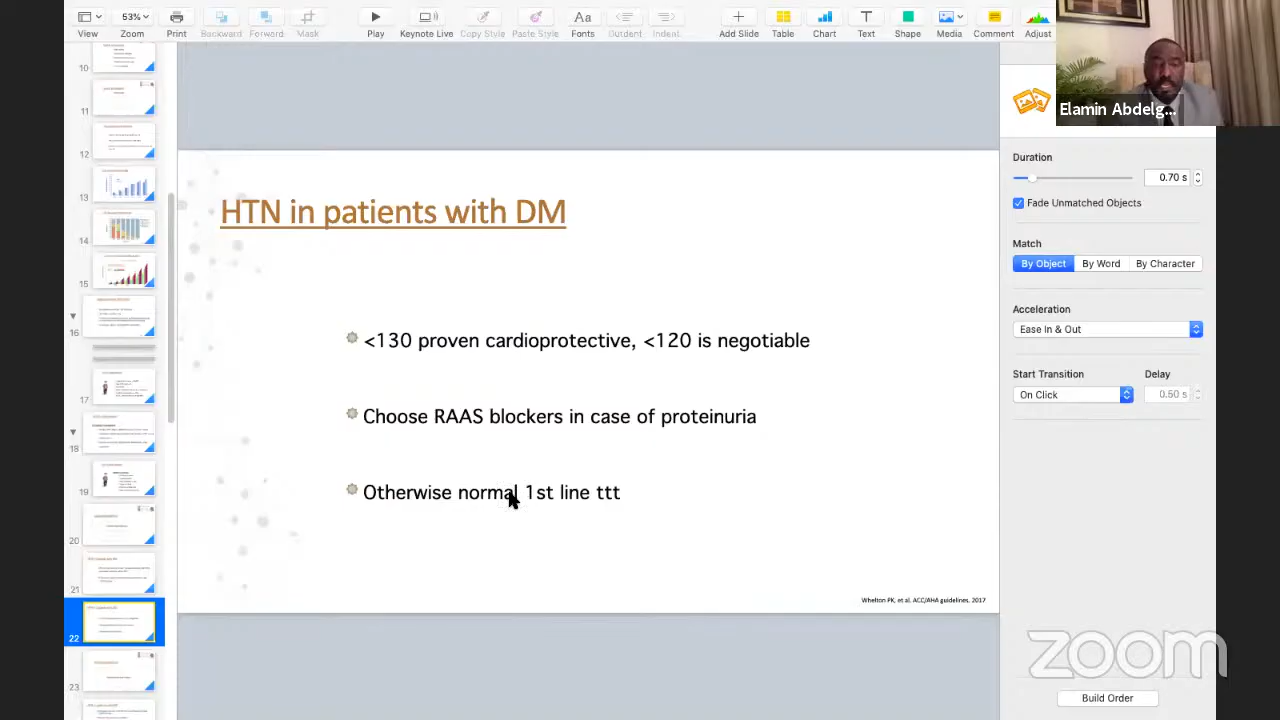 53%
View
Zoom
Print
Backward
Forward
Mask
Play
Keynote Live
Copy Style
Paste Style
Fonts
Outdent
Indent
Add Slide
Table
Chart
Text
Shape
Media
Comment
Adjust
Elamin Abdelg...
10
11
12
13
14
15
16
17
18
19
20
21
22
23
HTN in patients with DM
<130 proven cardioprotective, <120 is negotiable
Choose RAAS blockers in case of proteinuria
Otherwise normal 1st line ttt
Whelton PK, et al. ACC/AHA guidelines, 2017
Duration
0.70 s
Fade Unmatched Objects
Match
By Object
By Word
By Character
Acceleration
Ease In & Out
Start Transition
Delay
On Click
0.50 s
zoom
Build Order